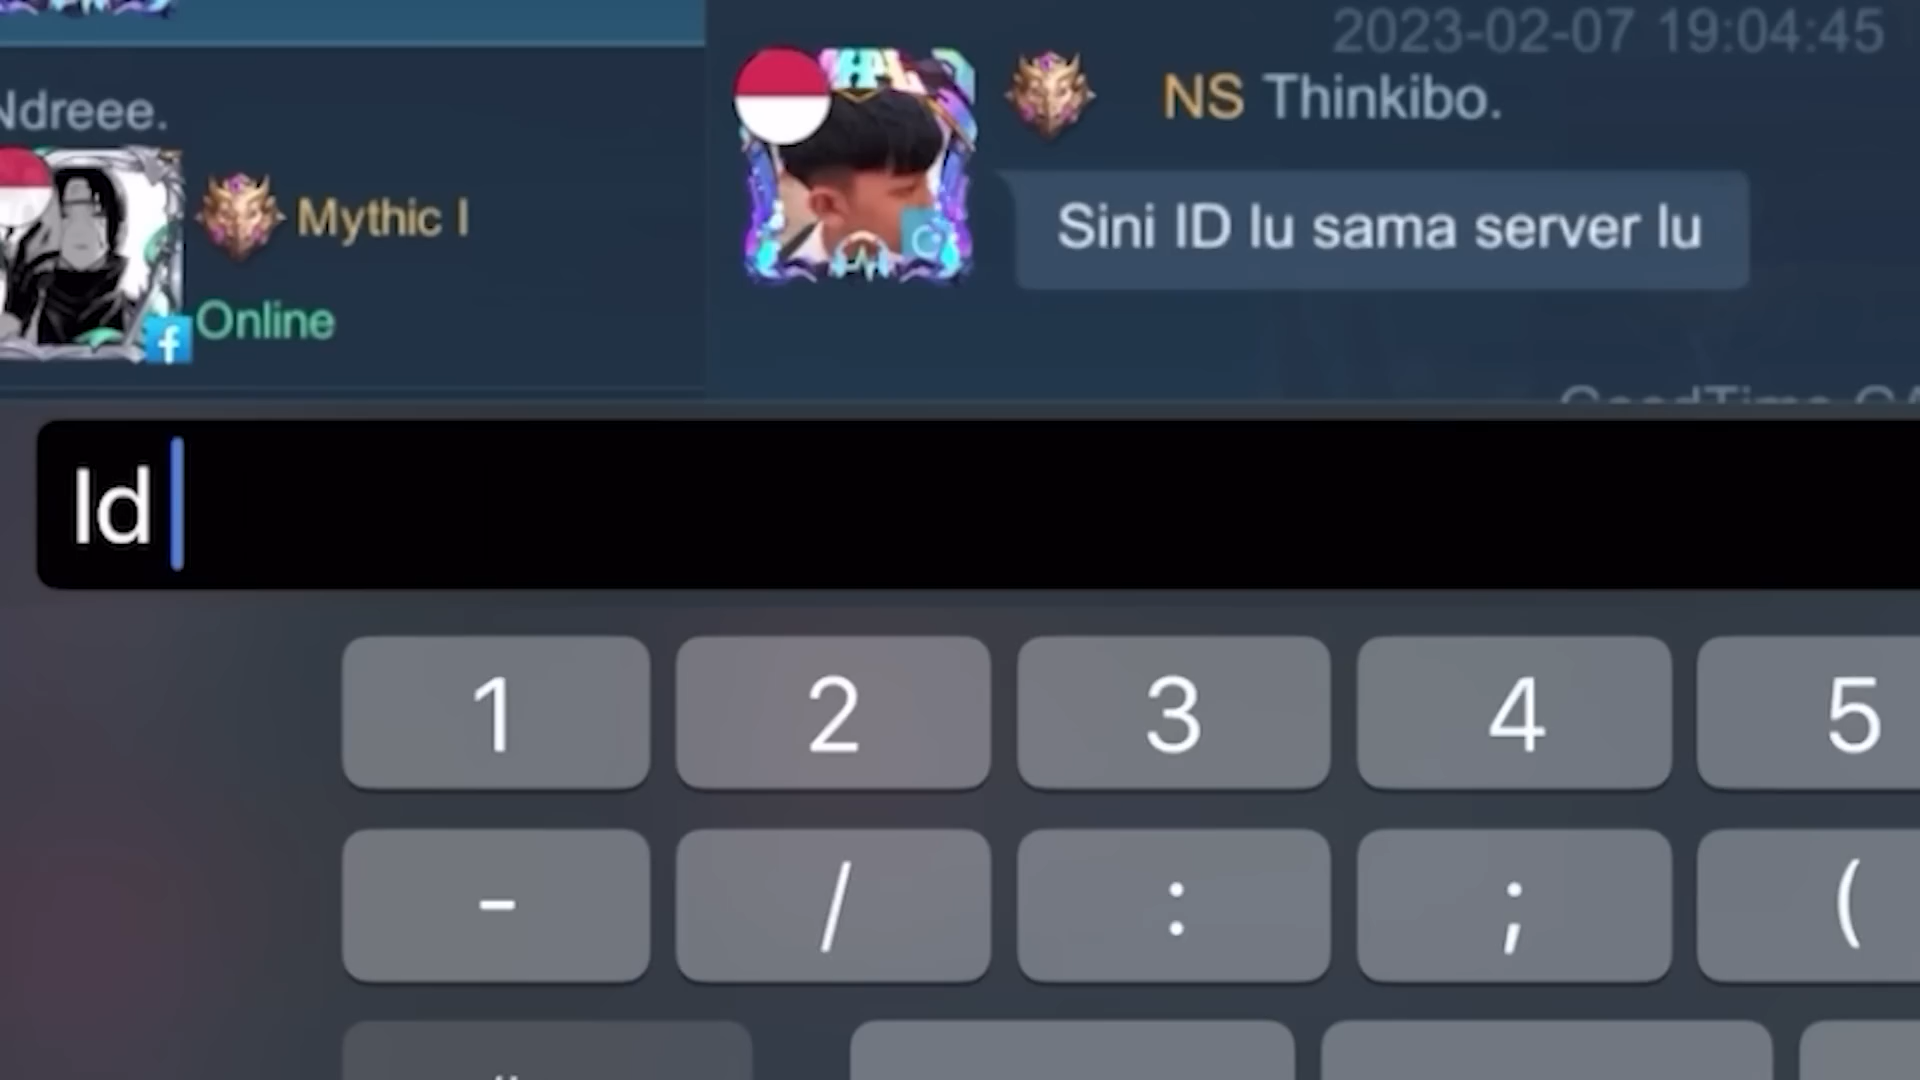 2023-02-07 19:04:45
Ndreee.
NS Thinkibo.
Mythic I
Sini ID lu sama server lu
Online
Id
1 2 3 4 5
- / : ; (